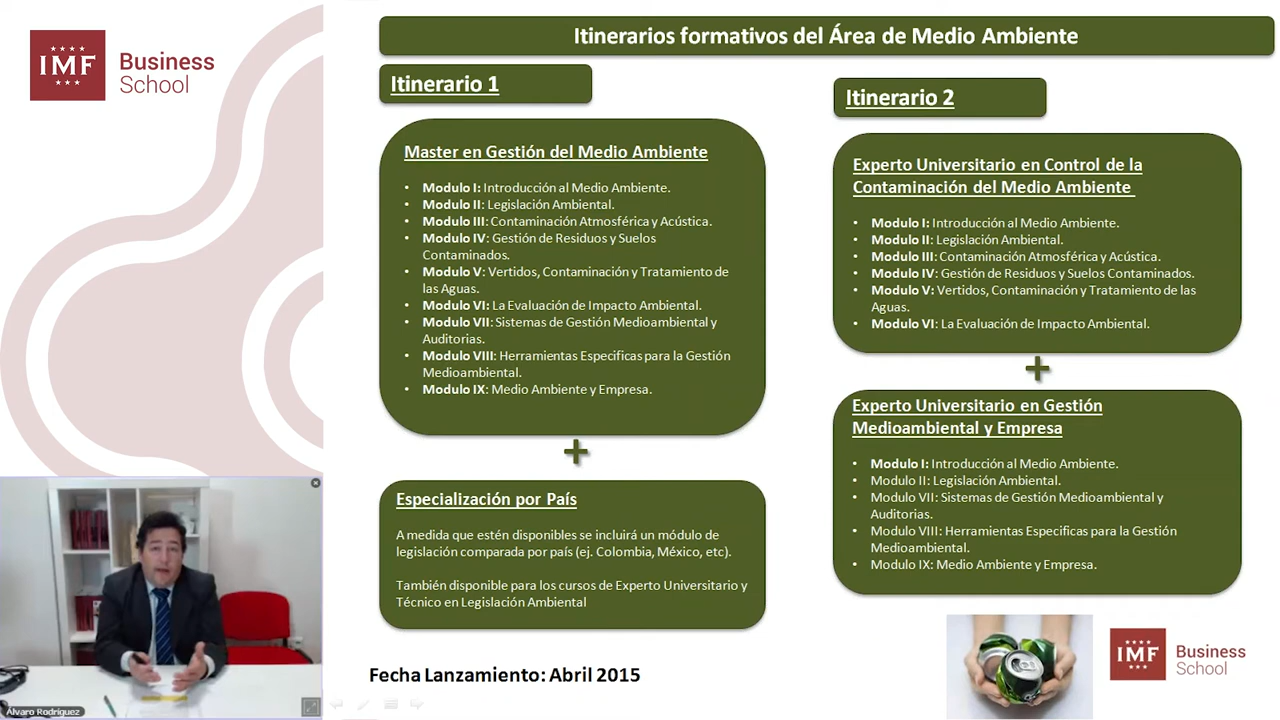 IMF Business
School
Itinerarios formativos del Área de Medio Ambiente
Itinerario 1
Master en Gestión del Medio Ambiente
• Modulo I: Introducción al Medio Ambiente.
• Modulo II: Legislación Ambiental.
• Modulo III: Contaminación Atmosférica y Acústica.
• Modulo IV: Gestión de Residuos y Suelos
Contaminados.
• Modulo V: Vertidos, Contaminación y Tratamiento de
las Aguas.
• Modulo VI: La Evaluación de Impacto Ambiental.
• Modulo VII: Sistemas de Gestión Medioambiental y
Auditorias.
• Modulo VIII: Herramientas Especificas para la Gestión
Medioambiental.
• Modulo IX: Medio Ambiente y Empresa.
+
Especialización por País
A medida que estén disponibles se incluirá un módulo de
legislación comparada por país (ej. Colombia, México, etc).
También disponible para los cursos de Experto Universitario y
Técnico en Legislación Ambiental
Fecha Lanzamiento: Abril 2015
Itinerario 2
Experto Universitario en Control de la
Contaminación del Medio Ambiente
• Modulo I: Introducción al Medio Ambiente.
• Modulo II: Legislación Ambiental.
• Modulo III: Contaminación Atmosférica y Acústica.
• Modulo IV: Gestión de Residuos y Suelos Contaminados.
• Modulo V: Vertidos, Contaminación y Tratamiento de las
Aguas.
• Modulo VI: La Evaluación de Impacto Ambiental.
+
Experto Universitario en Gestión
Medioambiental y Empresa
• Modulo I: Introducción al Medio Ambiente.
• Modulo II: Legislación Ambiental.
• Modulo VII: Sistemas de Gestión Medioambiental y
Auditorias.
• Modulo VIII: Herramientas Especificas para la Gestión
Medioambiental.
• Modulo IX: Medio Ambiente y Empresa.
IMF Business
School
Álvaro Rodríguez